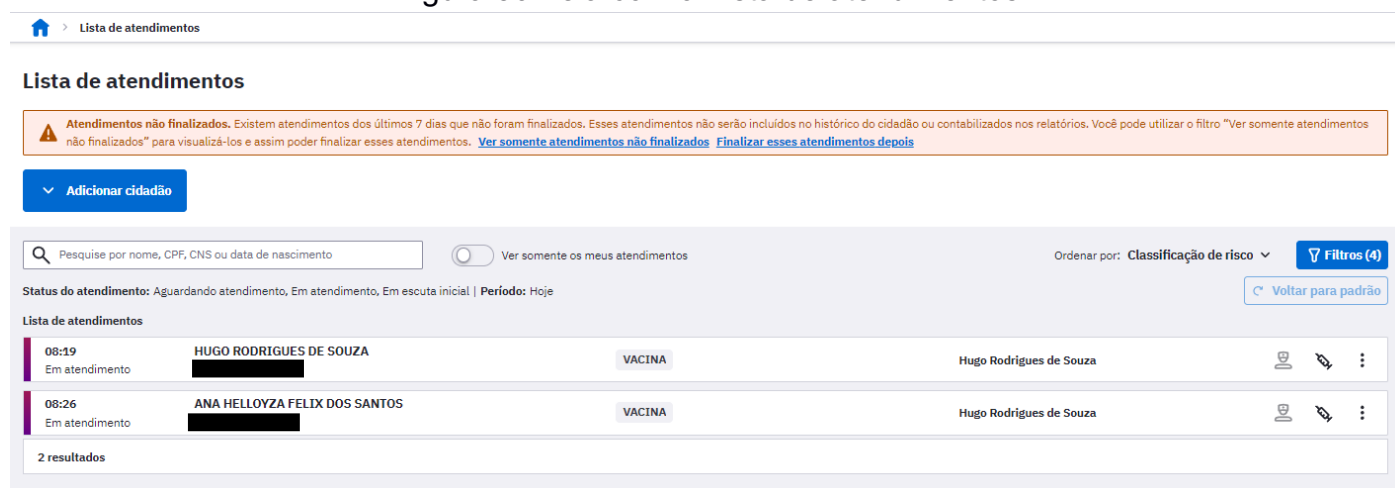 Lista de atendimentos
Lista de atendimentos
Atendimentos não finalizados. Existem atendimentos dos últimos 7 dias que não foram finalizados. Esses atendimentos não serão incluídos no histórico do cidadão ou contabilizados nos relatórios. Você pode utilizar o filtro "Ver somente atendimentos
não finalizados" para visualizá-los e assim poder finalizar esses atendimentos. Ver somente atendimentos não finalizados Finalizar esses atendimentos depois
Adicionar cidadão
Pesquise por nome, CPF, CNS ou data de nascimento
Ver somente os meus atendimentos
Ordenar por: Classificação de risco
Filtros (4)
Status do atendimento: Aguardando atendimento, Em atendimento, Em escuta inicial | Período: Hoje
Voltar para padrão
Lista de atendimentos
08:19 HUGO RODRIGUES DE SOUZA VACINA Hugo Rodrigues de Souza
Em atendimento
08:26 ANA HELLOYZA FELIX DOS SANTOS VACINA Hugo Rodrigues de Souza
Em atendimento
2 resultados